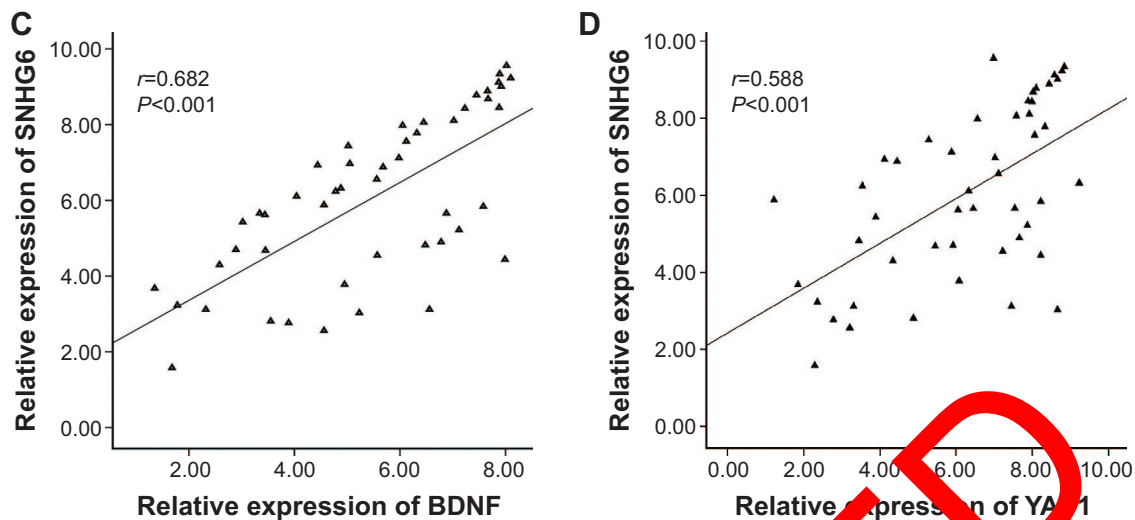 C
Relative expression of SNHG6
r=0.682
P<0.001
10.00
8.00
6.00
4.00
2.00
0.00
2.00 4.00 6.00 8.00
Relative expression of BDNF
D
Relative expression of SNHG6
r=0.588
P<0.001
10.00
8.00
6.00
4.00
2.00
0.00
0.00 2.00 4.00 6.00 8.00 10.00
Relative expression of